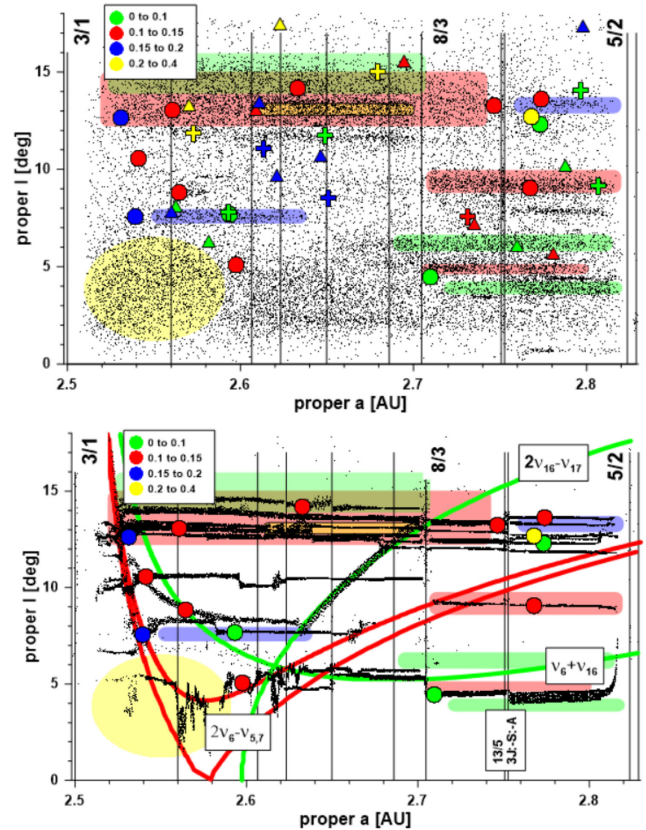 3/1
0 to 0.1
0.1 to 0.15
0.15 to 0.2
0.2 to 0.4
8/3
5/2
15
10
5
0
proper I [deg]
2.5
2.6
2.7
2.8
proper a [AU]
3/1
0 to 0.1
0.1 to 0.15
0.15 to 0.2
0.2 to 0.4
8/3
2ν₁₆-ν₁₇
5/2
15
10
5
0
proper I [deg]
ν₆+ν₁₆
2ν₆-ν₅,₇
13/5
3J:-S:-A
2.5
2.6
2.7
2.8
proper a [AU]